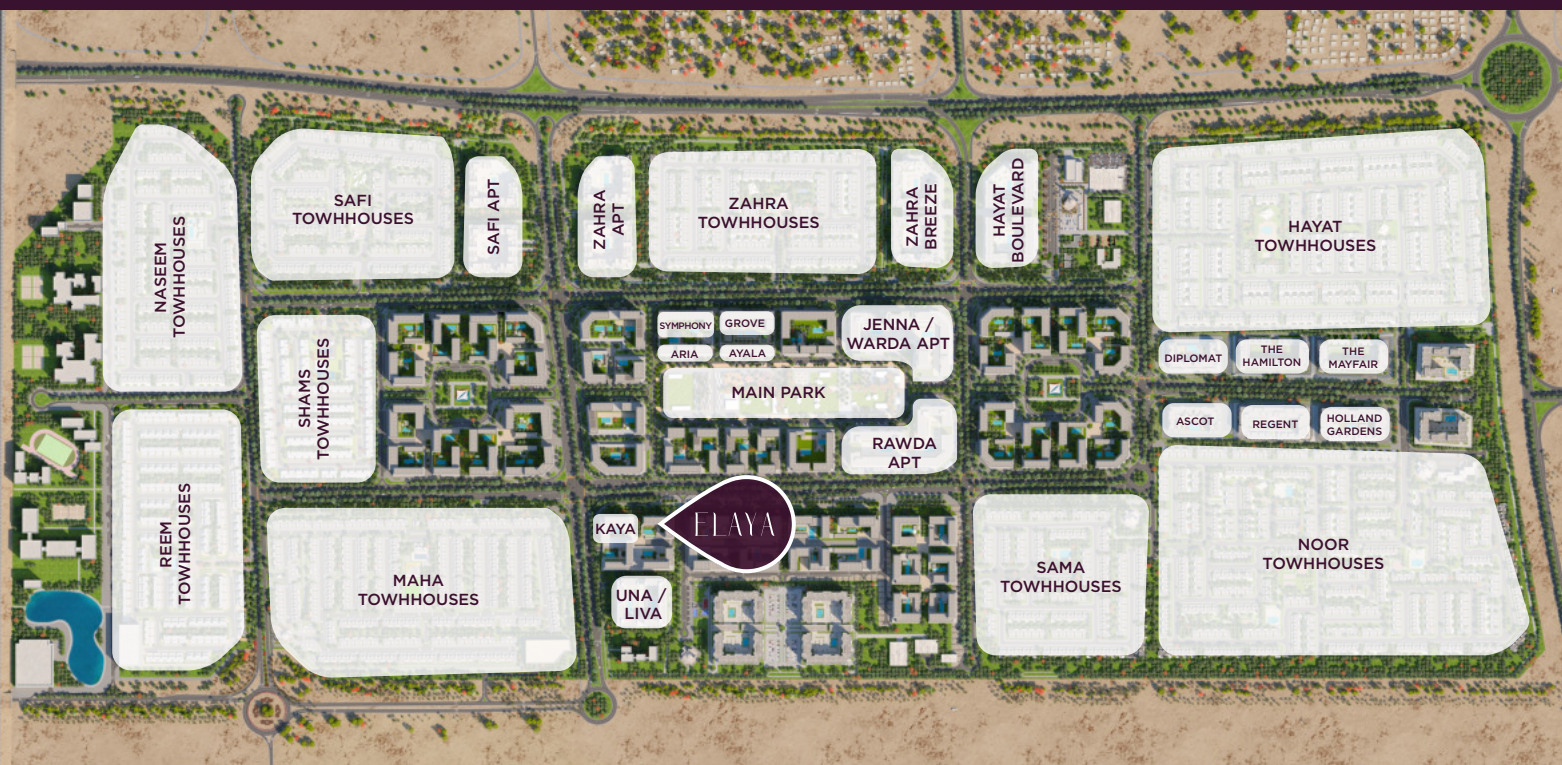 SAFI
TOWHHOUSES
SAFI APT
ZAHRA
APT
ZAHRA
TOWHHOUSES
ZAHRA
BREEZE
HAYAT
BOULEVARD
HAYAT
TOWHHOUSES
NASEEM
TOWHHOUSES
SHAMS
TOWHHOUSES
SYMPHONY
GROVE
ARIA
AYALA
JENNA /
WARDA APT
MAIN PARK
RAWDA
APT
DIPLOMAT
THE
HAMILTON
THE
MAYFAIR
ASCOT
REGENT
HOLLAND
GARDENS
REEM
TOWHHOUSES
MAHA
TOWHHOUSES
KAYA
ELAYA
UNA /
LIVA
SAMA
TOWHHOUSES
NOOR
TOWHHOUSES